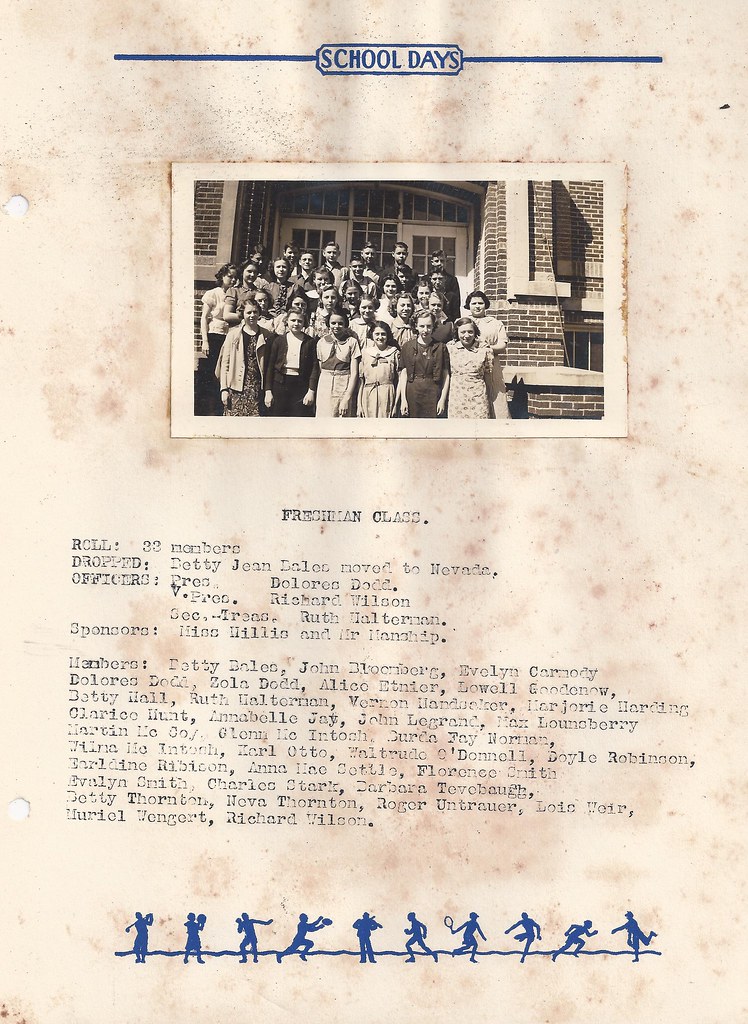 SCHOOL DAYS
FRESHMAN CLASS.
ROLL: 33 members
DROPPED: Betty Jean Bales moved to Nevada.
OFFICERS: Pres. Dolores Dodd.
V.Pres. Richard Wilson
Sec.-Treas. Ruth Halterman.
Sponsors: Miss Hillis and Mr Manship.
Members: Betty Bales, John Bloomberg, Evelyn Carmody
Dolores Dodd, Zola Dodd, Alice Etnier, Lowell Goodenow,
Betty Hall, Ruth Halterman, Vernon Handsaker, Marjorie Harding
Clarice Hunt, Annabelle Jay, John Legrand, Max Lounsberry
Martin Mc Coy, Glenn Mc Intosh, Burda Fay Norman,
Wilma Mc Intosh, Karl Otto, Waltrude O'Donnell, Doyle Robinson,
Earldine Ribison, Anna Mae Settle, Florence Smith
Evelyn Smith, Charles Stark, Barbara Tevebaugh,
Betty Thornton, Neva Thornton, Roger Untrauer, Lois Weir,
Muriel Wengert, Richard Wilson.